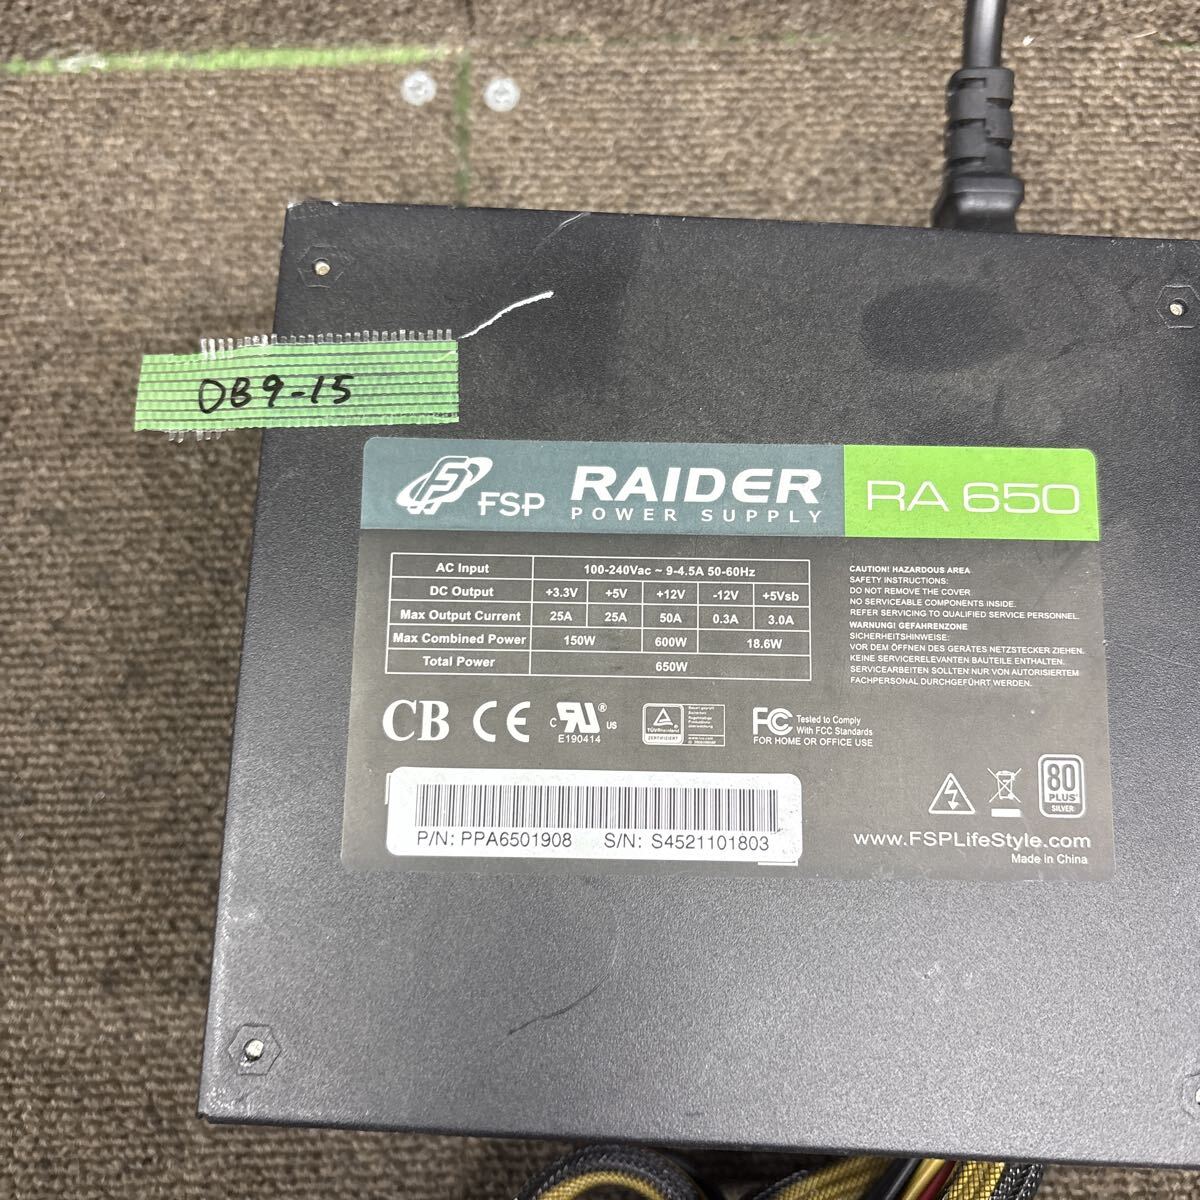 DB9-15
FSP
RAIDER
POWER SUPPLY
RA 650
AC Input 100-240Vac ~ 9-4.5A 50-60Hz
DC Output +3.3V +5V +12V -12V +5Vsb
Max Output Current 25A 25A 50A 0.3A 3.0A
Max Combined Power 150W 600W 18.6W
Total Power 650W
CAUTION! HAZARDOUS AREA
SAFETY INSTRUCTIONS:
DO NOT REMOVE THE COVER
NO SERVICEABLE COMPONENTS INSIDE.
REFER SERVICING TO QUALIFIED SERVICE PERSONNEL.
WARNUNG! GEFAHRENZONE
SICHERHEITSHINWEISE:
VOR DEM ÖFFNEN DES GERÄTES NETZSTECKER ZIEHEN.
KEINE SERVICERELEVANTEN BAUTEILE ENTHALTEN.
SERVICEARBEITEN SOLLTEN NUR VON AUTORISIERTEM
FACHPERSONAL DURCHGEFÜHRT WERDEN.
CB CE c RU ® us
E190414
TÜVRheinland
ZERTIFIZIERT
FC Tested to Comply
With FCC Standards
FOR HOME OR OFFICE USE
80
PLUS
SILVER
P/N: PPA6501908 S/N: S4521101803
www.FSPLifeStyle.com
Made in China